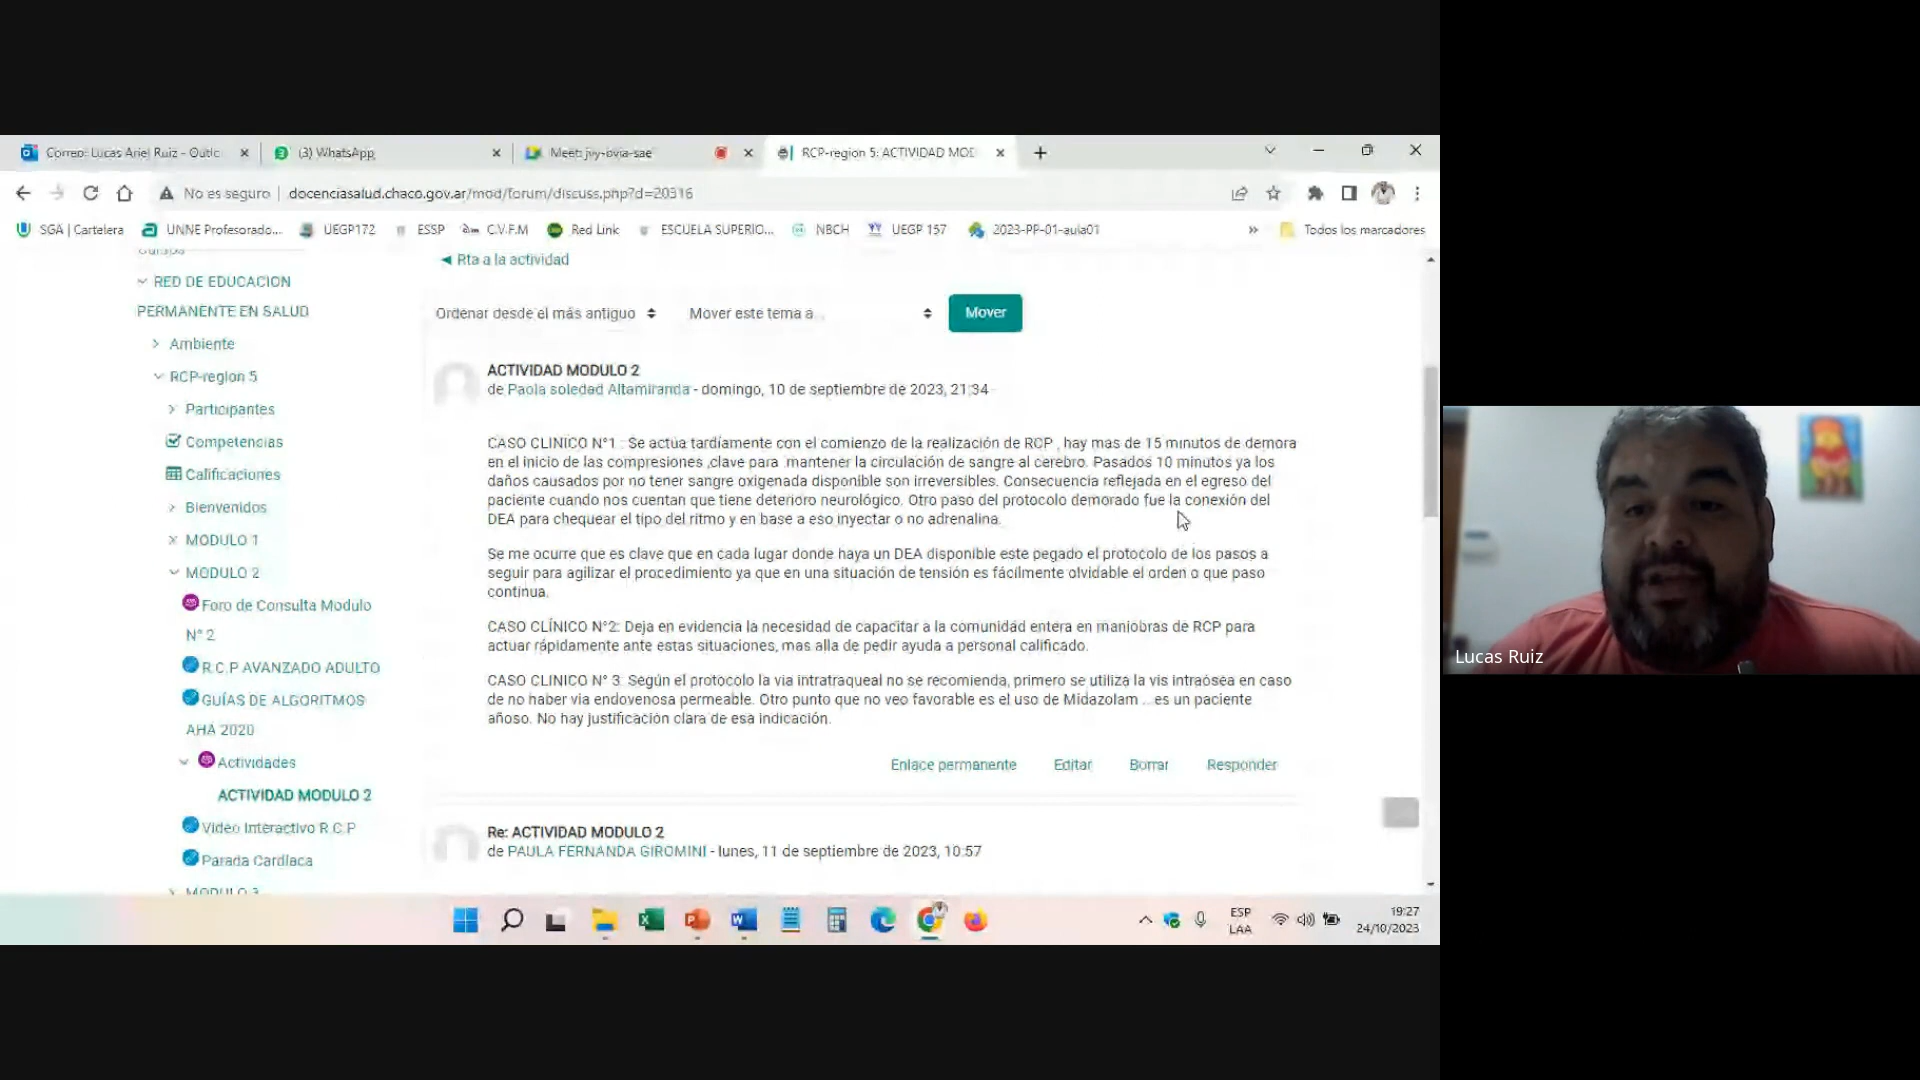 Correo: Lucas Ariel Ruiz - Outlc
(3) WhatsApp
Meet: jvy-ovia-sae
RCP-region 5: ACTIVIDAD MOD
No es seguro
docenciasalud.chaco.gov.ar/mod/forum/discuss.php?d=20316
SGA | Cartelera
UNNE Profesorado...
UEGP172
ESSP
C.V.F.M
Red Link
ESCUELA SUPERIO...
NBCH
UEGP 157
2023-PP-01-aula01
»
Todos los marcadores
Cursos
RED DE EDUCACION
PERMANENTE EN SALUD
Ambiente
RCP-region 5
Participantes
Competencias
Calificaciones
Bienvenidos
MODULO 1
MODULO 2
Foro de Consulta Modulo
N° 2
R.C.P AVANZADO ADULTO
GUÍAS DE ALGORITMOS
AHA 2020
Actividades
ACTIVIDAD MODULO 2
Video Interactivo R.C.P
Parada Cardíaca
MODULO 3
◄ Rta a la actividad
Ordenar desde el más antiguo
Mover este tema a...
Mover
ACTIVIDAD MODULO 2
de Paola soledad Altamiranda - domingo, 10 de septiembre de 2023, 21:34
CASO CLINICO N°1 : Se actúa tardíamente con el comienzo de la realización de RCP , hay mas de 15 minutos de demora
en el inicio de las compresiones ,clave para mantener la circulación de sangre al cerebro. Pasados 10 minutos ya los
daños causados por no tener sangre oxigenada disponible son irreversibles. Consecuencia reflejada en el egreso del
paciente cuando nos cuentan que tiene deterioro neurológico. Otro paso del protocolo demorado fue la conexión del
DEA para chequear el tipo del ritmo y en base a eso inyectar o no adrenalina.
Se me ocurre que es clave que en cada lugar donde haya un DEA disponible este pegado el protocolo de los pasos a
seguir para agilizar el procedimiento ya que en una situación de tensión es fácilmente olvidable el orden o que paso
continua.
CASO CLÍNICO N°2: Deja en evidencia la necesidad de capacitar a la comunidad entera en maniobras de RCP para
actuar rápidamente ante estas situaciones, mas alla de pedir ayuda a personal calificado.
CASO CLINICO N° 3: Según el protocolo la via intratraqueal no se recomienda, primero se utiliza la vis intraósea en caso
de no haber via endovenosa permeable. Otro punto que no veo favorable es el uso de Midazolam ...es un paciente
añoso. No hay justificación clara de esa indicación.
Enlace permanente
Editar
Borrar
Responder
Re: ACTIVIDAD MODULO 2
de PAULA FERNANDA GIROMINI - lunes, 11 de septiembre de 2023, 10:57
ESP
LAA
19:27
24/10/2023
Lucas Ruiz